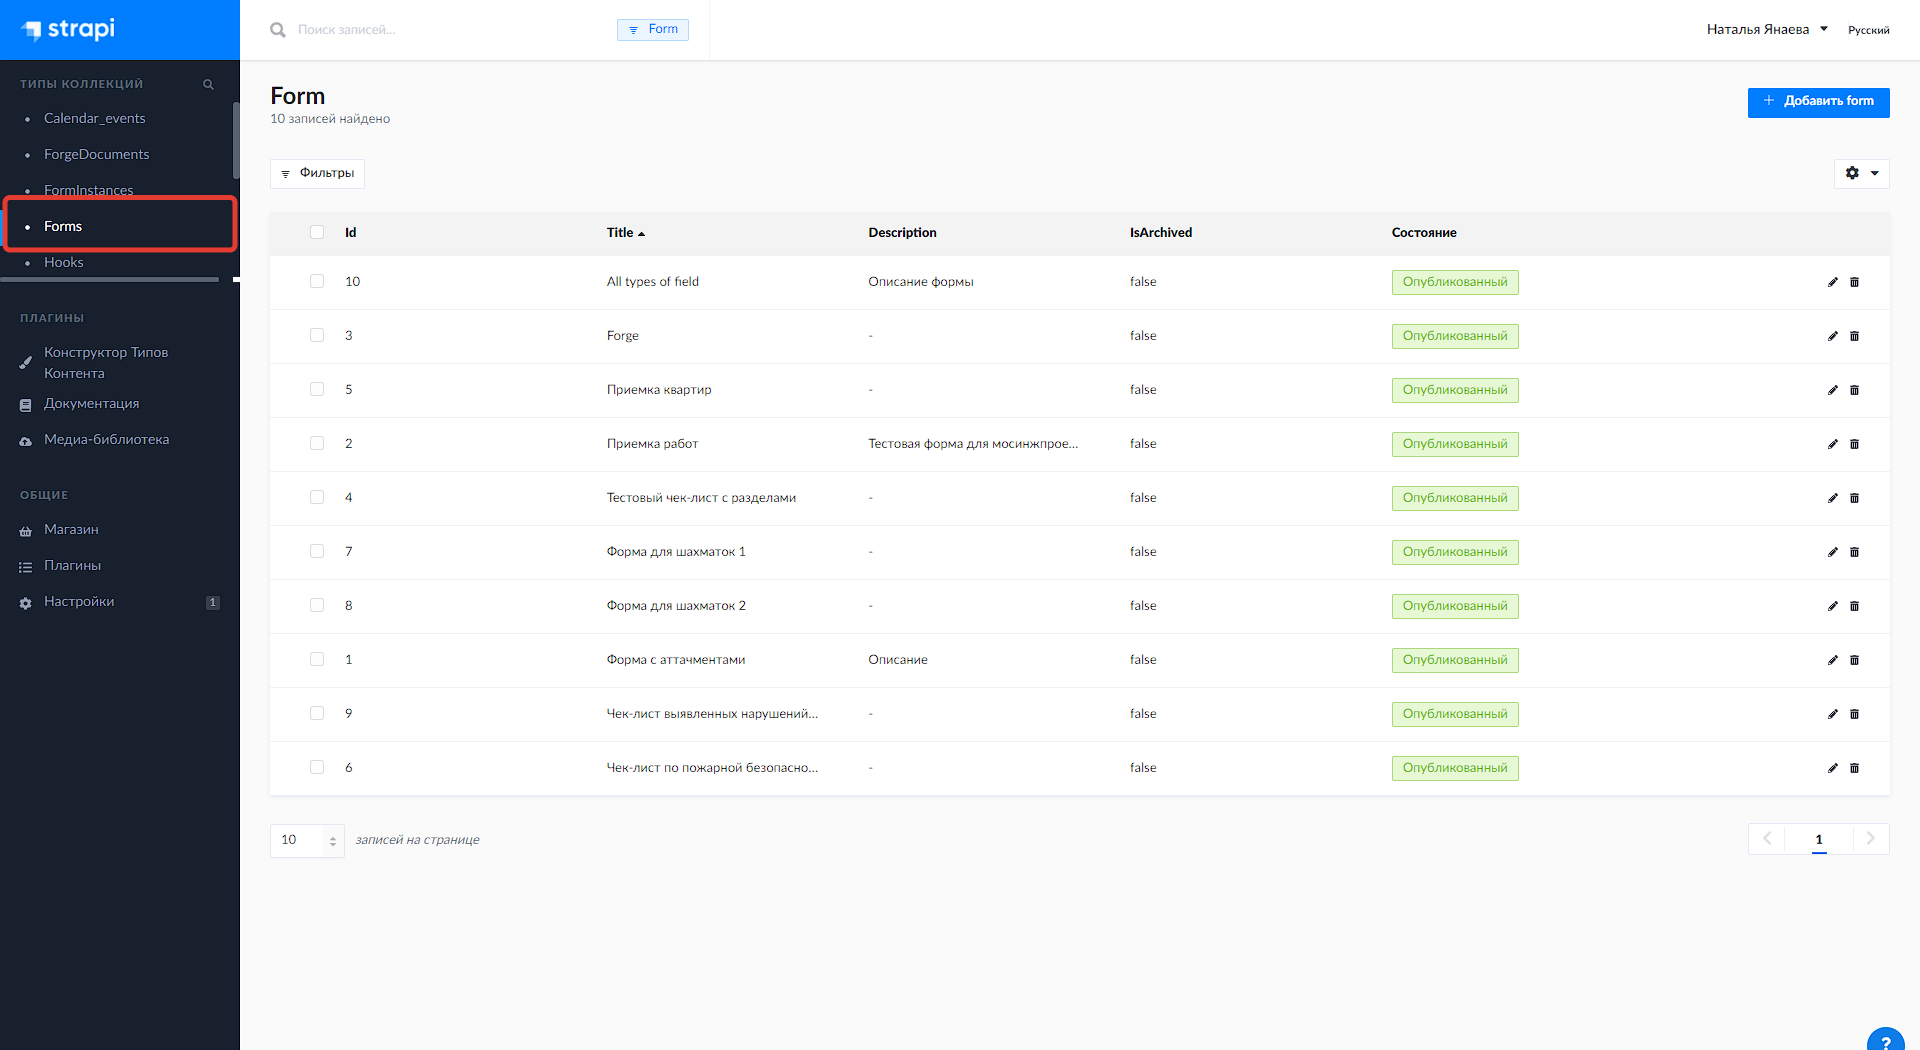 strapi
Поиск записей...
Form
Наталья Янаева
Русский
ТИПЫ КОЛЛЕКЦИЙ
Calendar_events
ForgeDocuments
FormInstances
Forms
Hooks
ПЛАГИНЫ
Конструктор Типов
Контента
Документация
Медиа-библиотека
ОБЩИЕ
Магазин
Плагины
Настройки 1
Form
10 записей найдено
+ Добавить form
Фильтры
Id Title Description IsArchived Состояние
10 All types of field Описание формы false Опубликованный
3 Forge - false Опубликованный
5 Приемка квартир - false Опубликованный
2 Приемка работ Тестовая форма для мосинжпрое... false Опубликованный
4 Тестовый чек-лист с разделами - false Опубликованный
7 Форма для шахматок 1 - false Опубликованный
8 Форма для шахматок 2 - false Опубликованный
1 Форма с аттачментами Описание false Опубликованный
9 Чек-лист выявленных нарушений... - false Опубликованный
6 Чек-лист по пожарной безопасно... - false Опубликованный
10 записей на странице
1
?